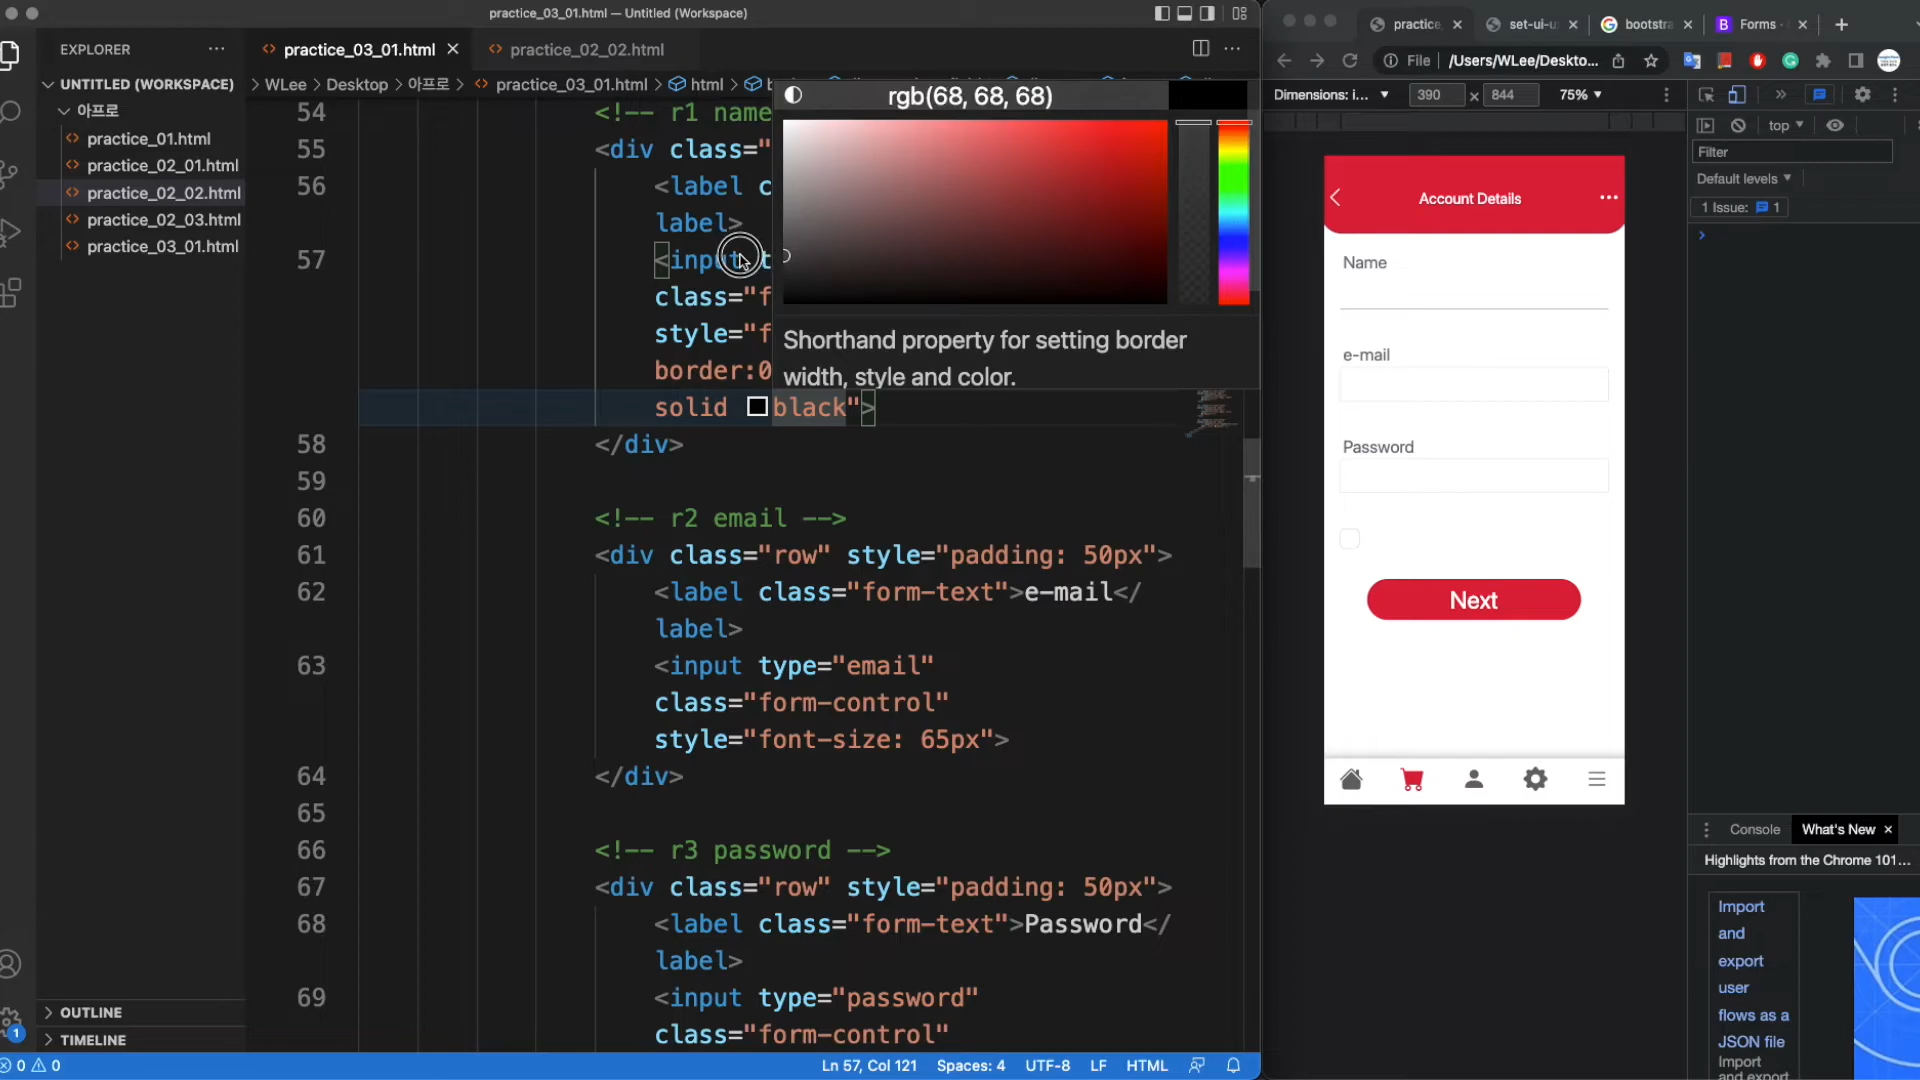 practice_03_01.html — Untitled (Workspace)
EXPLORER
practice_03_01.html
practice_02_02.html
UNTITLED (WORKSPACE)
아프로
practice_01.html
practice_02_01.html
practice_02_02.html
practice_02_03.html
practice_03_01.html
OUTLINE
TIMELINE
WLee > Desktop > 아프로 > practice_03_01.html > html >
rgb(68, 68, 68)
Shorthand property for setting border
width, style and color.
54 <!-- r1 name
55 <div class="
56 <label c
label>
57 <input t
class="f
style="f
border:0
solid black">
58 </div>
59
60 <!-- r2 email -->
61 <div class="row" style="padding: 50px">
62 <label class="form-text">e-mail</
label>
63 <input type="email"
class="form-control"
style="font-size: 65px">
64 </div>
65
66 <!-- r3 password -->
67 <div class="row" style="padding: 50px">
68 <label class="form-text">Password</
label>
69 <input type="password"
class="form-control"
1
0 0
Ln 57, Col 121 Spaces: 4 UTF-8 LF HTML
practice set-ui-u bootstra Forms
File /Users/WLee/Deskto...
Dimensions: i... 390 x 844 75%
Account Details
Name
e-mail
Password
Next
top
Filter
Default levels
1 Issue: 1
Console What's New
Highlights from the Chrome 101...
Import
and
export
user
flows as a
JSON file
Import
and export